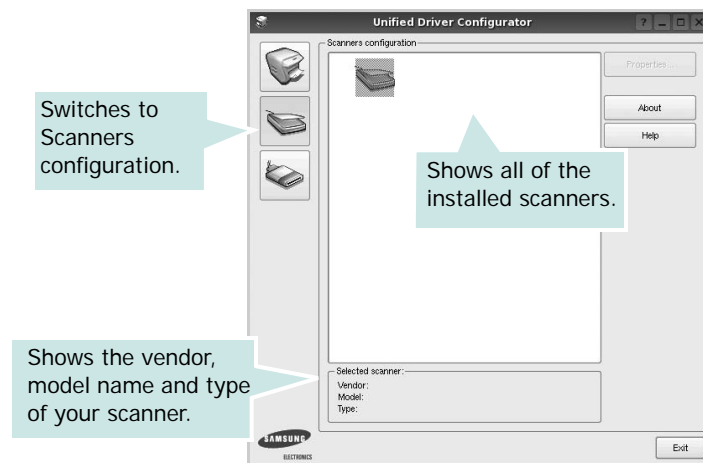 Unified Driver Configurator
Scanners configuration
Properties ...
About
Help
Switches to
Scanners
configuration.
Shows all of the
installed scanners.
Shows the vendor,
model name and type
of your scanner.
Selected scanner:
Vendor:
Model:
Type:
SAMSUNG
ELECTRONICS
Exit